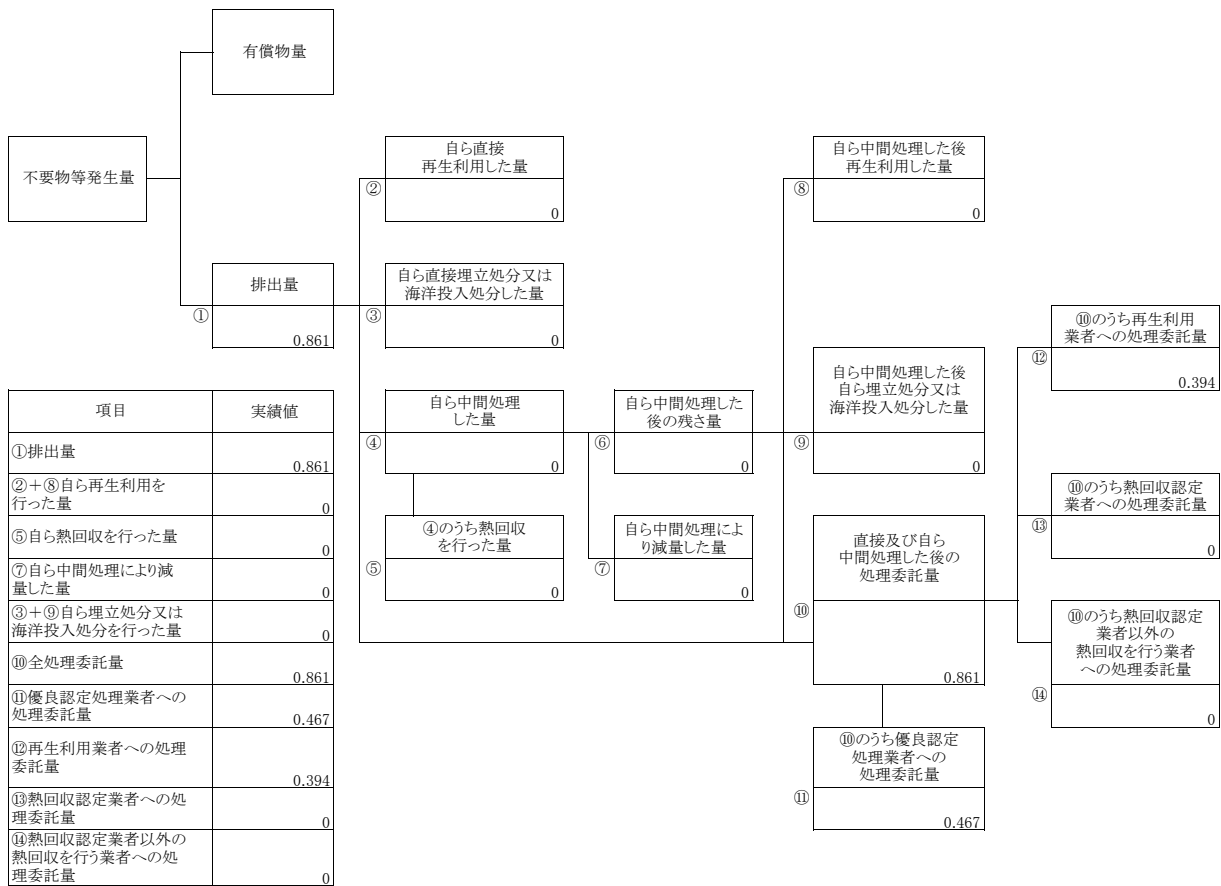 有償物量
不要物等発生量
排出量
①
0.861
自ら直接
再生利用した量
②
0
自ら直接埋立処分又は
海洋投入処分した量
③
0
自ら中間処理
した量
④
0
④のうち熱回収
を行った量
⑤
0
自ら中間処理した
後の残さ量
⑥
0
自ら中間処理によ
り減量した量
⑦
0
自ら中間処理した後
再生利用した量
⑧
0
自ら中間処理した後
自ら埋立処分又は
海洋投入処分した量
⑨
0
直接及び自ら
中間処理した後の
処理委託量
⑩
0.861
⑩のうち優良認定
処理業者への
処理委託量
⑪
0.467
⑩のうち再生利用
業者への処理委託量
⑫
0.394
⑩のうち熱回収認定
業者への処理委託量
⑬
0
⑩のうち熱回収認定
業者以外の
熱回収を行う業者
への処理委託量
⑭
0
項目 実績値
①排出量
0.861
②+⑧自ら再生利用を
行った量 0
⑤自ら熱回収を行った量
0
⑦自ら中間処理により減
量した量 0
③+⑨自ら埋立処分又は
海洋投入処分を行った量 0
⑩全処理委託量
0.861
⑪優良認定処理業者への
処理委託量 0.467
⑫再生利用業者への処理
委託量
0.394
⑬熱回収認定業者への処
理委託量 0
⑭熱回収認定業者以外の
熱回収を行う業者への処
理委託量 0